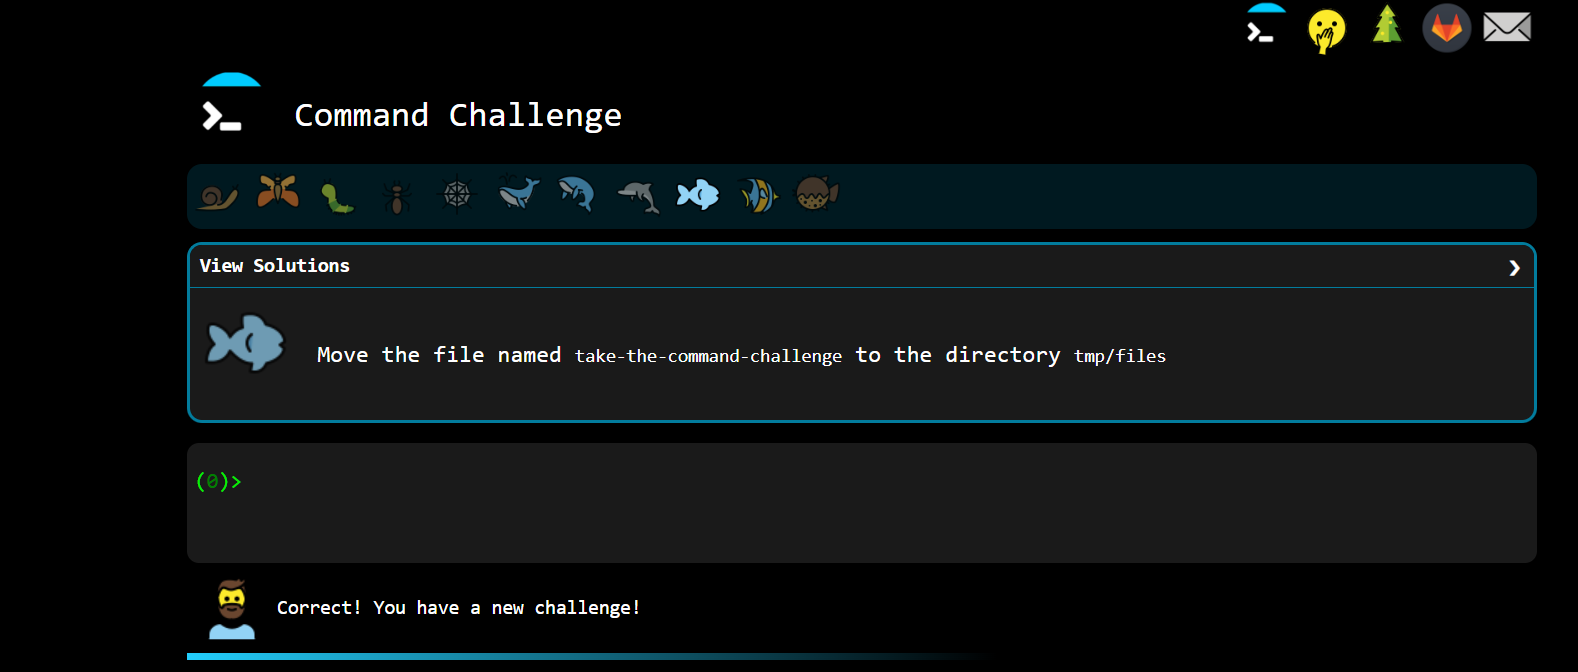 Command Challenge
View Solutions
Move the file named take-the-command-challenge to the directory tmp/files
(0)>
Correct! You have a new challenge!